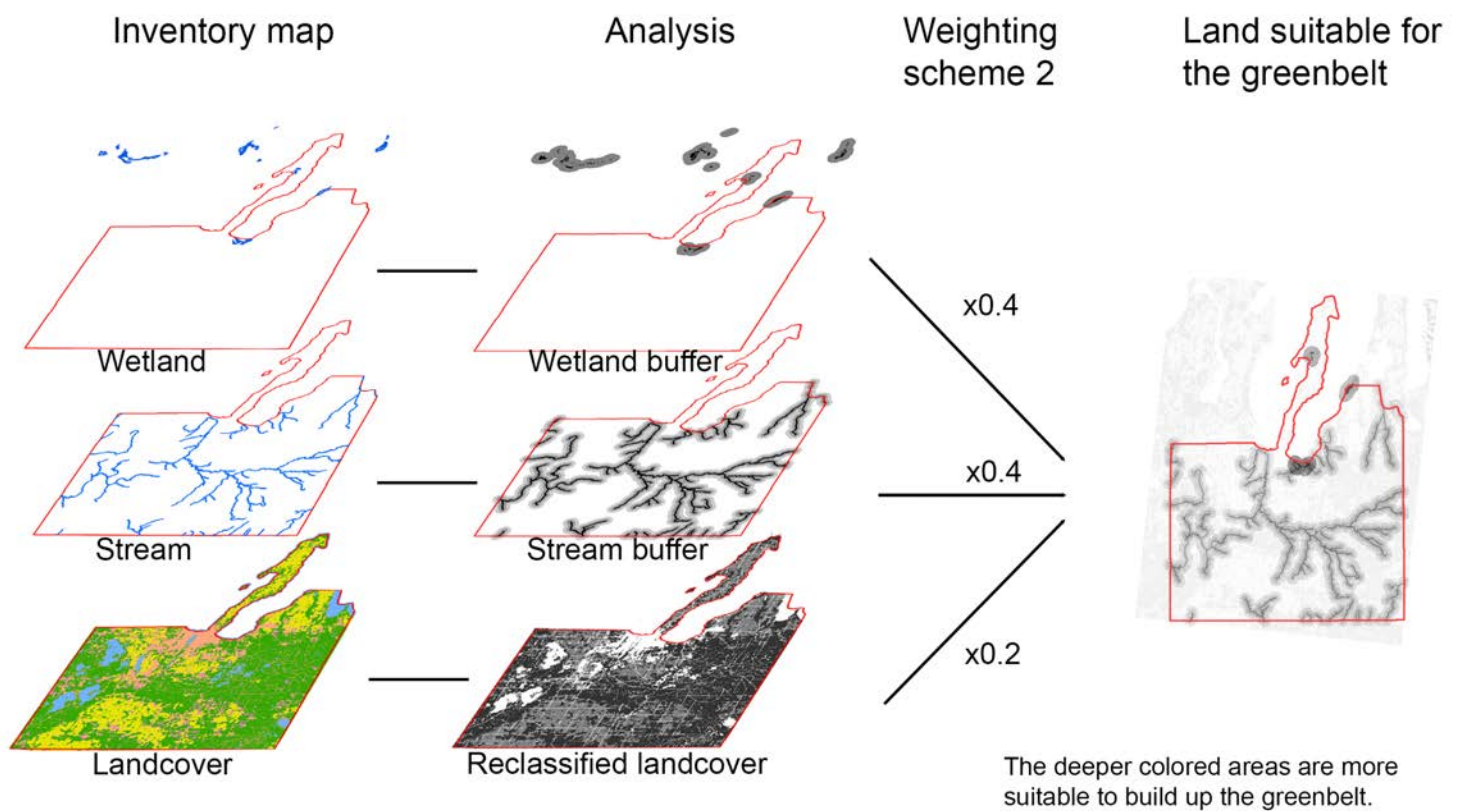 Inventory map
Analysis
Weighting
scheme 2
Land suitable for
the greenbelt
Wetland
Wetland buffer
x0.4
Stream
Stream buffer
x0.4
Landcover
Reclassified landcover
x0.2
The deeper colored areas are more
suitable to build up the greenbelt.